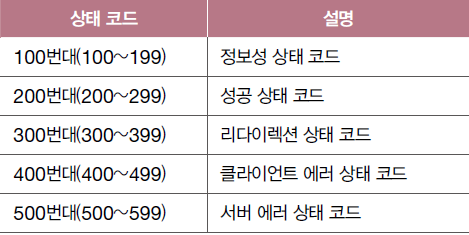 상태 코드 설명
100번대(100~199) 정보성 상태 코드
200번대(200~299) 성공 상태 코드
300번대(300~399) 리다이렉션 상태 코드
400번대(400~499) 클라이언트 에러 상태 코드
500번대(500~599) 서버 에러 상태 코드